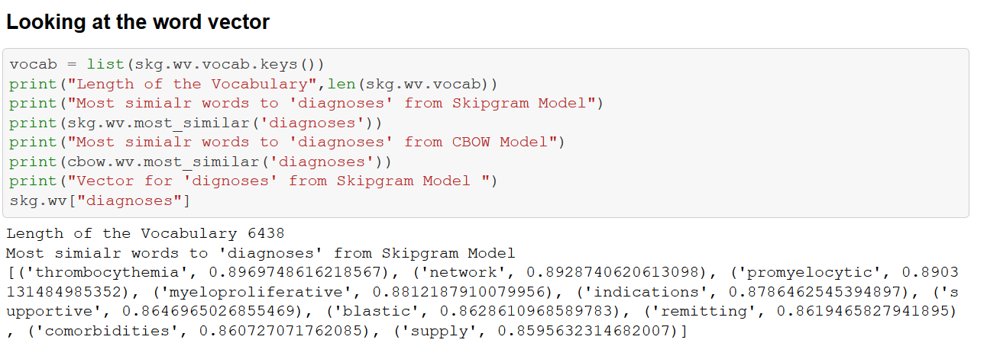 Looking at the word vector
vocab = list(skg.wv.vocab.keys())
print("Length of the Vocabulary",len(skg.wv.vocab))
print("Most simialr words to 'diagnoses' from Skipgram Model")
print(skg.wv.most_similar('diagnoses'))
print("Most simialr words to 'diagnoses' from CBOW Model")
print(cbow.wv.most_similar('diagnoses'))
print("Vector for 'dignoses' from Skipgram Model ")
skg.wv["diagnoses"]
Length of the Vocabulary 6438
Most simialr words to 'diagnoses' from Skipgram Model
[('thrombocythemia', 0.8969748616218567), ('network', 0.8928740620613098), ('promyelocytic', 0.8903
131484985352), ('myeloproliferative', 0.8812187910079956), ('indications', 0.8786462545394897), ('s
upportive', 0.8646965026855469), ('blastic', 0.8628610968589783), ('remitting', 0.8619465827941895)
, ('comorbidities', 0.860727071762085), ('supply', 0.8595632314682007)]